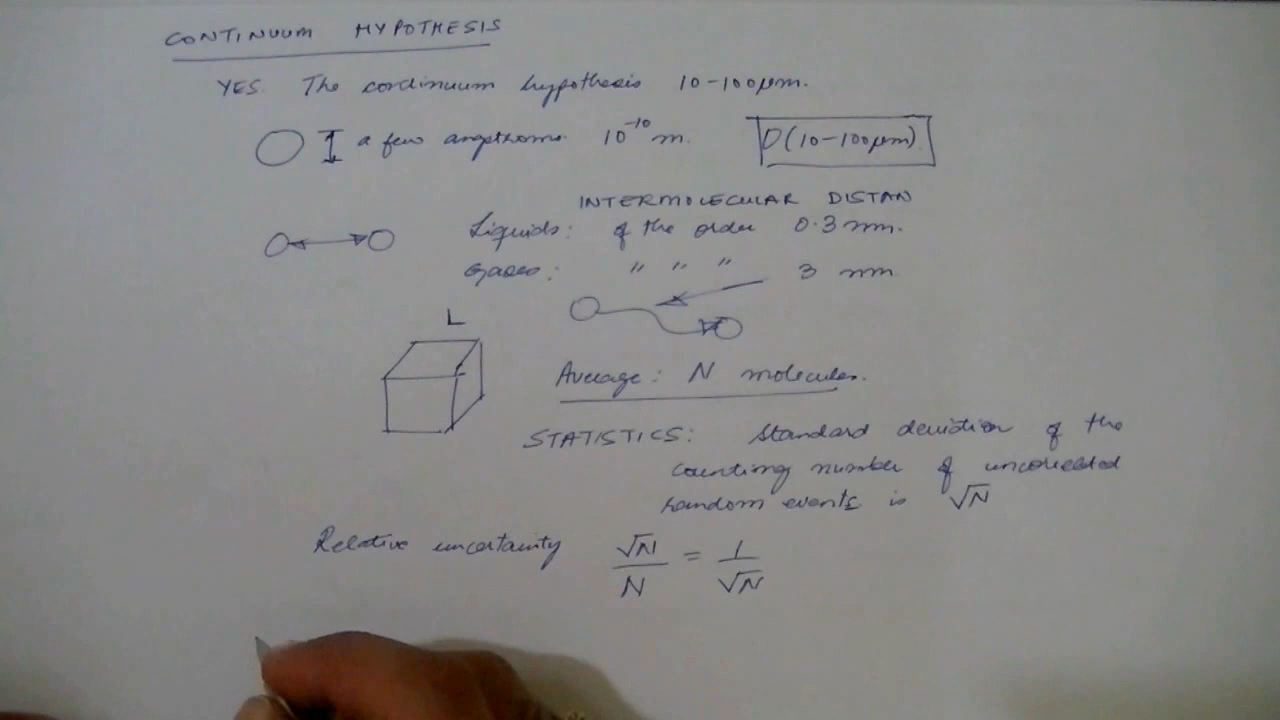 CONTINUUM HYPOTHESIS
YES. The continuum hypothesis 10-100μm.
a few angstroms 10⁻¹⁰ m. O(10-100μm)
INTERMOLECULAR DISTAN
Liquids: of the order 0.3 nm.
Gases: " " " 3 nm
L
Average: N molecules.
STATISTICS: Standard deviation of the
counting number of uncorrelated
random events is √N
Relative uncertainty √N/N = 1/√N